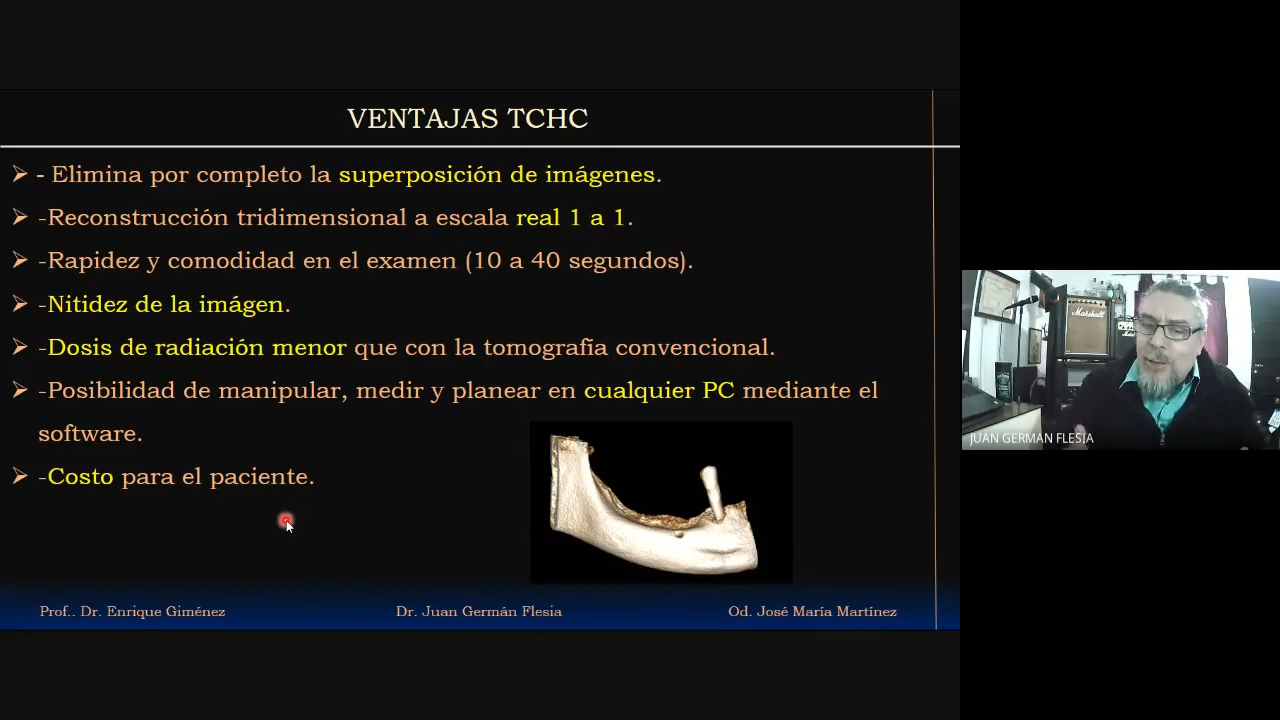 VENTAJAS TCHC
- Elimina por completo la superposición de imágenes.
-Reconstrucción tridimensional a escala real 1 a 1.
-Rapidez y comodidad en el examen (10 a 40 segundos).
-Nitidez de la imágen.
-Dosis de radiación menor que con la tomografía convencional.
-Posibilidad de manipular, medir y planear en cualquier PC mediante el
software.
-Costo para el paciente.
Prof.. Dr. Enrique Giménez
Dr. Juan Germán Flesia
Od. José María Martínez
Marshall
JUAN GERMAN FLESIA